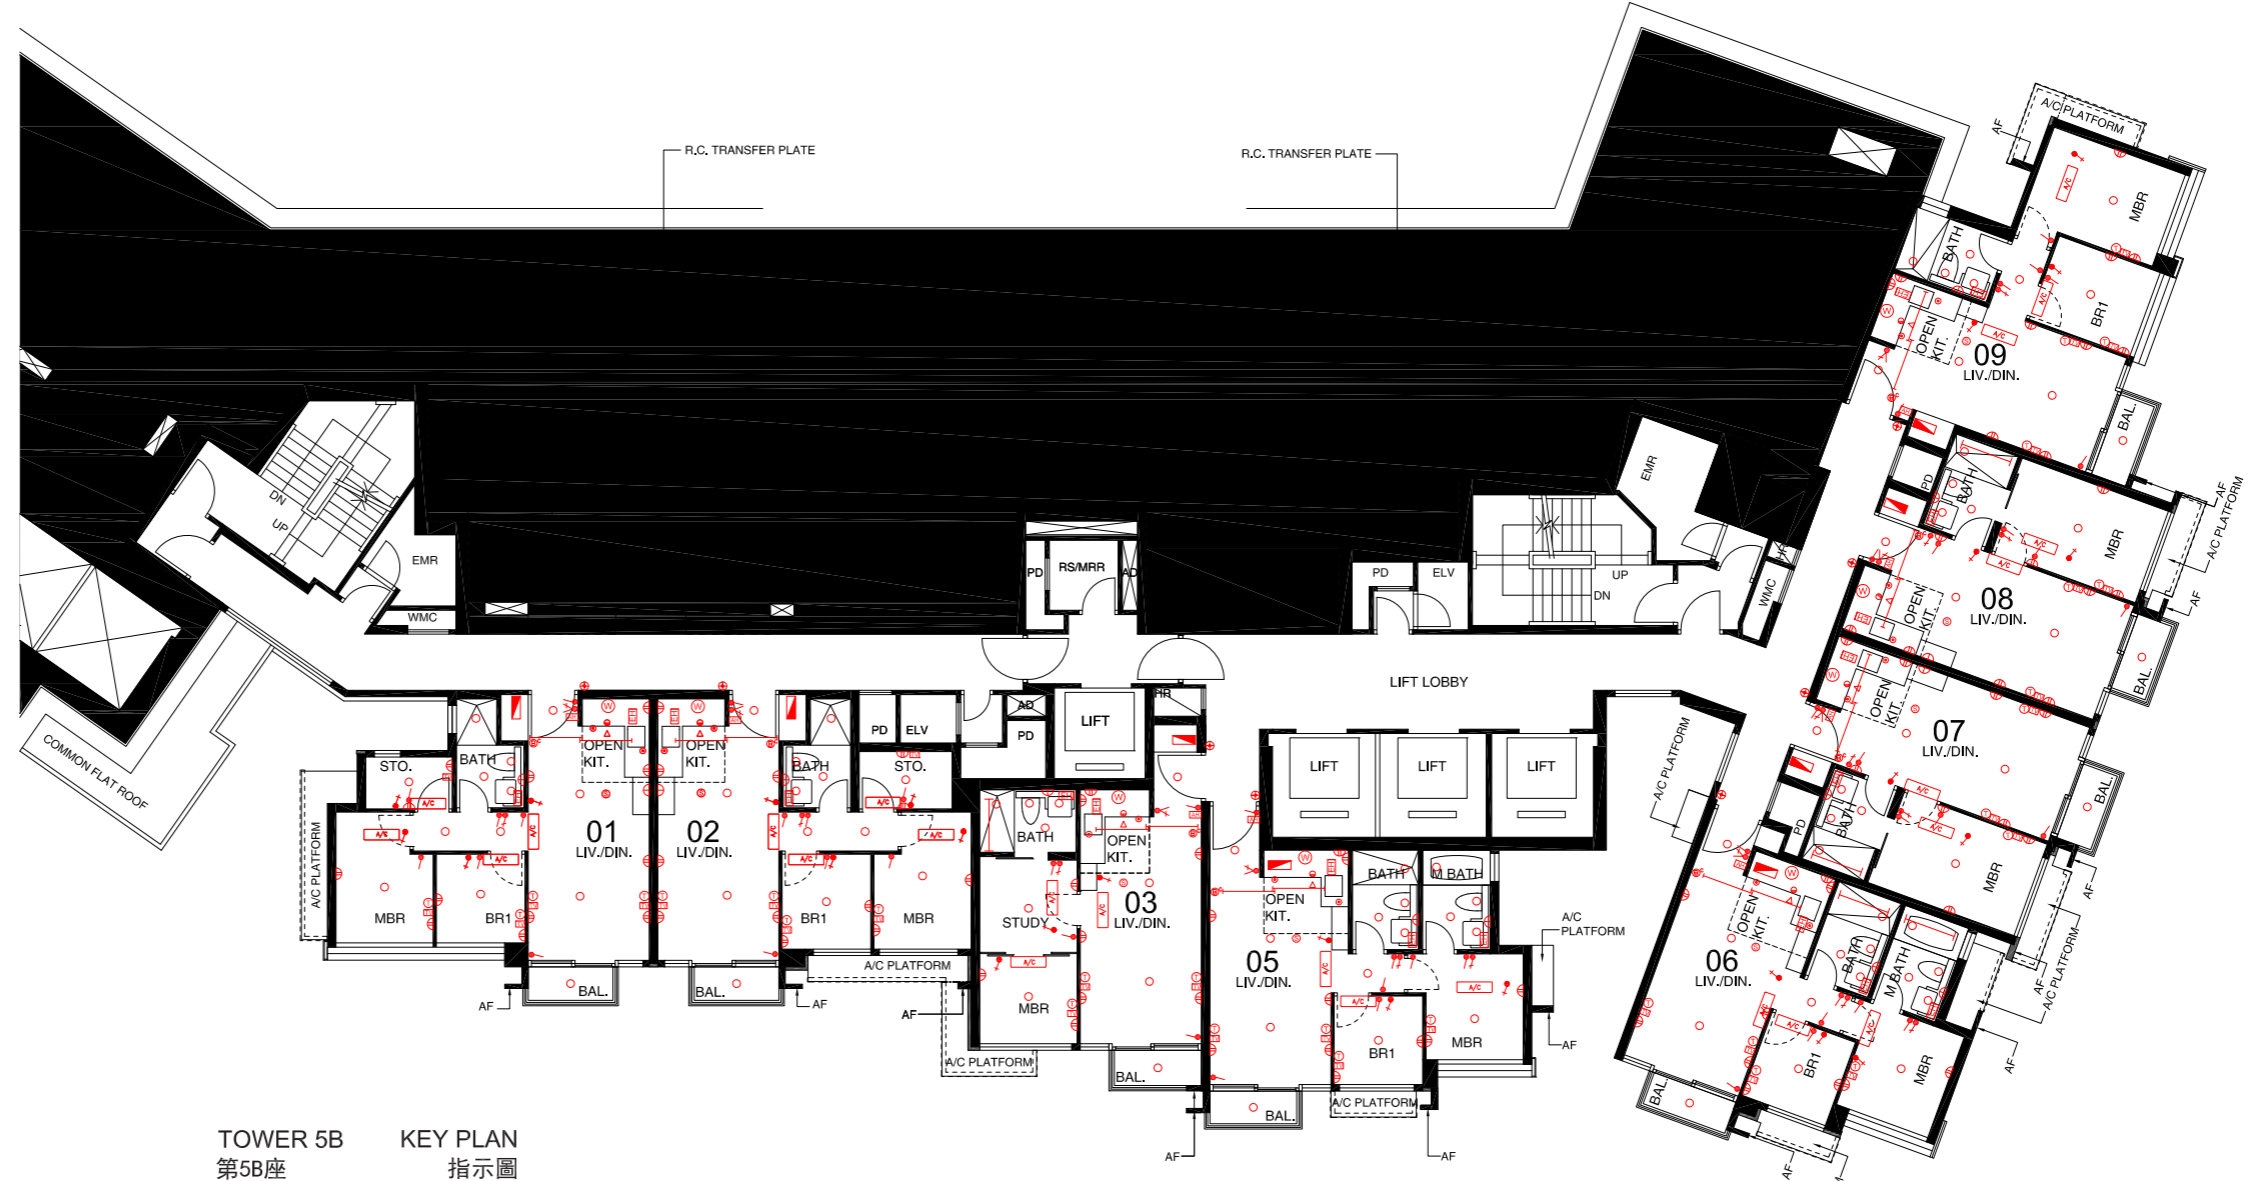 R.C. TRANSFER PLATE
R.C. TRANSFER PLATE
A/C PLATFORM
AF
MBR
BATH
BR1
OPEN
KIT.
09
LIV./DIN.
BAL.
AF
A/C PLATFORM
AF
PD
BATH
MBR
OPEN
KIT.
08
LIV./DIN.
BAL.
OPEN
KIT.
07
LIV./DIN.
BAL.
PD
BATH
MBR
AF
A/C PLATFORM
AF
A/C PLATFORM
OPEN
KIT.
06
LIV./DIN.
BATH
M BATH
BR1
MBR
BAL.
AF
AF
DN
UP
EMR
WMC
COMMON FLAT ROOF
PD
RS/MRR
AD
PD
ELV
UP
DN
EMR
HR
WMC
LIFT LOBBY
HR
AD
PD
ELV
PD
LIFT
LIFT
LIFT
LIFT
STO.
BATH
OPEN
KIT.
01
LIV./DIN.
A/C PLATFORM
MBR
BR1
BAL.
AF
OPEN
KIT.
02
LIV./DIN.
BATH
STO.
BR1
MBR
A/C PLATFORM
BAL.
AF
AF
BATH
OPEN
KIT.
03
LIV./DIN.
STUDY
MBR
A/C PLATFORM
BAL.
AF
OPEN
KIT.
05
LIV./DIN.
BATH
M BATH
A/C
PLATFORM
BR1
MBR
AF
BAL.
A/C PLATFORM
AF
TOWER 5B
第5B座
KEY PLAN
指示圖